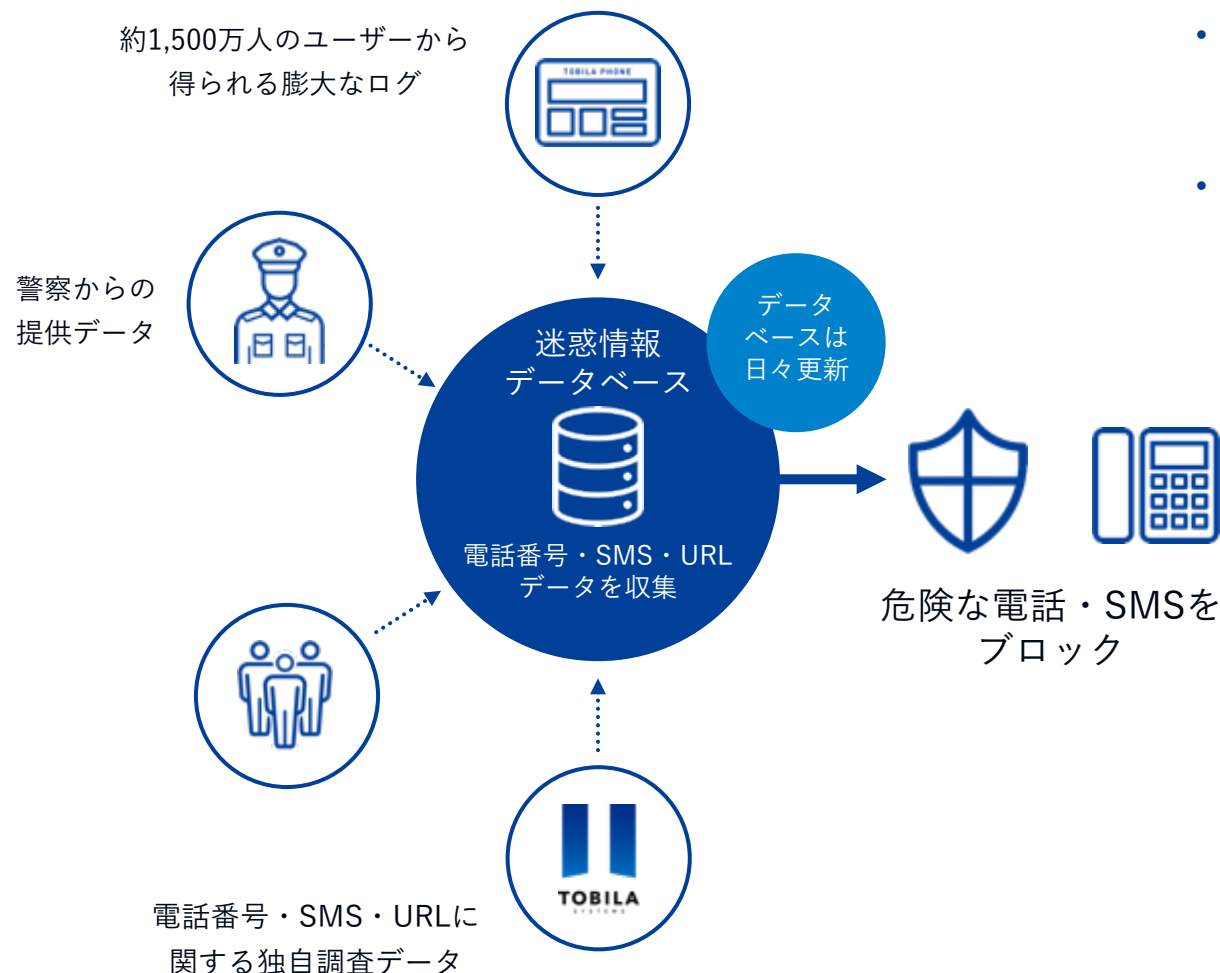 約1,500万人のユーザーから
得られる膨大なログ
TOBILA PHONE
警察からの
提供データ
データ
ベースは
日々更新
迷惑情報
データベース
電話番号・SMS・URL
データを収集
危険な電話・SMSを
ブロック
TOBILA
SYSTEMS
電話番号・SMS・URLに
関する独自調査データ